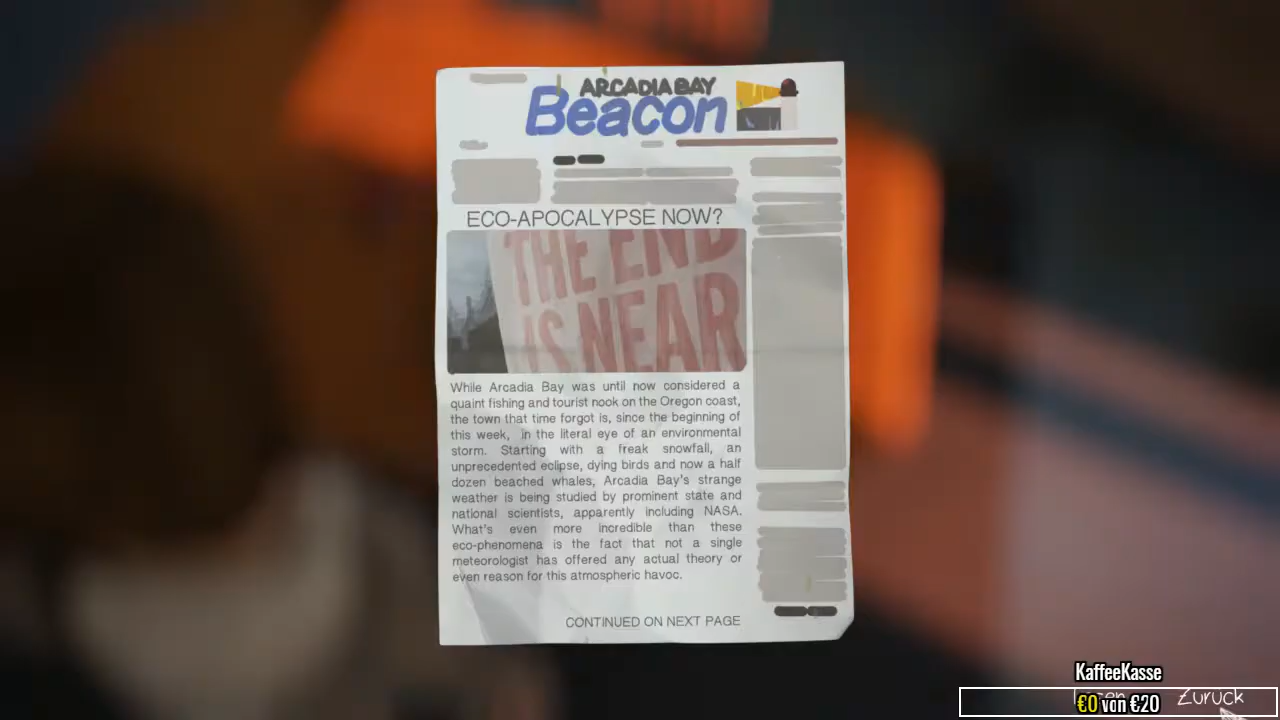 ARCADIA BAY
Beacon
ECO-APOCALYPSE NOW?
THE END
IS NEAR
While Arcadia Bay was until now considered a
quaint fishing and tourist nook on the Oregon coast,
the town that time forgot is, since the beginning of
this week, in the literal eye of an environmental
storm. Starting with a freak snowfall, an
unprecedented eclipse, dying birds and now a half
dozen beached whales, Arcadia Bay's strange
weather is being studied by prominent state and
national scientists, apparently including NASA.
What's even more incredible than these
eco-phenomena is the fact that not a single
meteorologist has offered any actual theory or
even reason for this atmospheric havoc.
CONTINUED ON NEXT PAGE
KaffeeKasse
€0 von €20
Zurück